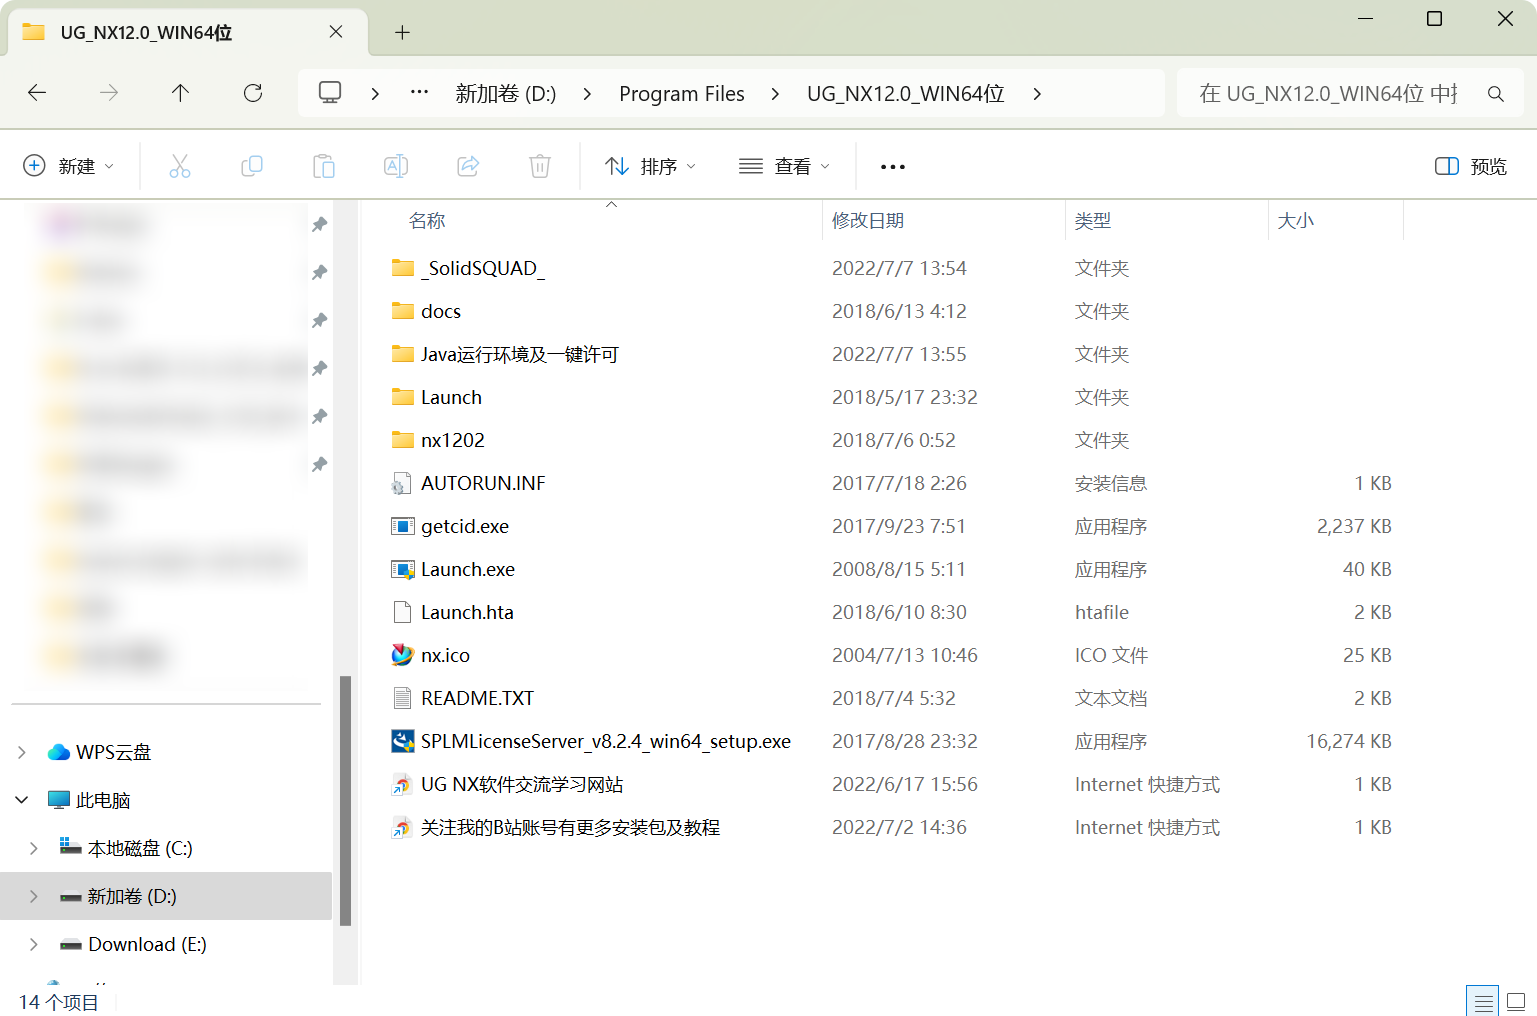 UG_NX12.0_WIN64位
新加卷 (D:) Program Files UG_NX12.0_WIN64位
在 UG_NX12.0_WIN64位 中
新建 排序 查看 预览
名称 修改日期 类型 大小
_SolidSQUAD_ 2022/7/7 13:54 文件夹
docs 2018/6/13 4:12 文件夹
Java运行环境及一键许可 2022/7/7 13:55 文件夹
Launch 2018/5/17 23:32 文件夹
nx1202 2018/7/6 0:52 文件夹
AUTORUN.INF 2017/7/18 2:26 安装信息 1 KB
getcid.exe 2017/9/23 7:51 应用程序 2,237 KB
Launch.exe 2008/8/15 5:11 应用程序 40 KB
Launch.hta 2018/6/10 8:30 htafile 2 KB
nx.ico 2004/7/13 10:46 ICO 文件 25 KB
README.TXT 2018/7/4 5:32 文本文档 2 KB
SPLMLicenseServer_v8.2.4_win64_setup.exe 2017/8/28 23:32 应用程序 16,274 KB
UG NX软件交流学习网站 2022/6/17 15:56 Internet 快捷方式 1 KB
关注我的B站账号有更多安装包及教程 2022/7/2 14:36 Internet 快捷方式 1 KB
WPS云盘
此电脑
本地磁盘 (C:)
新加卷 (D:)
Download (E:)
14 个项目